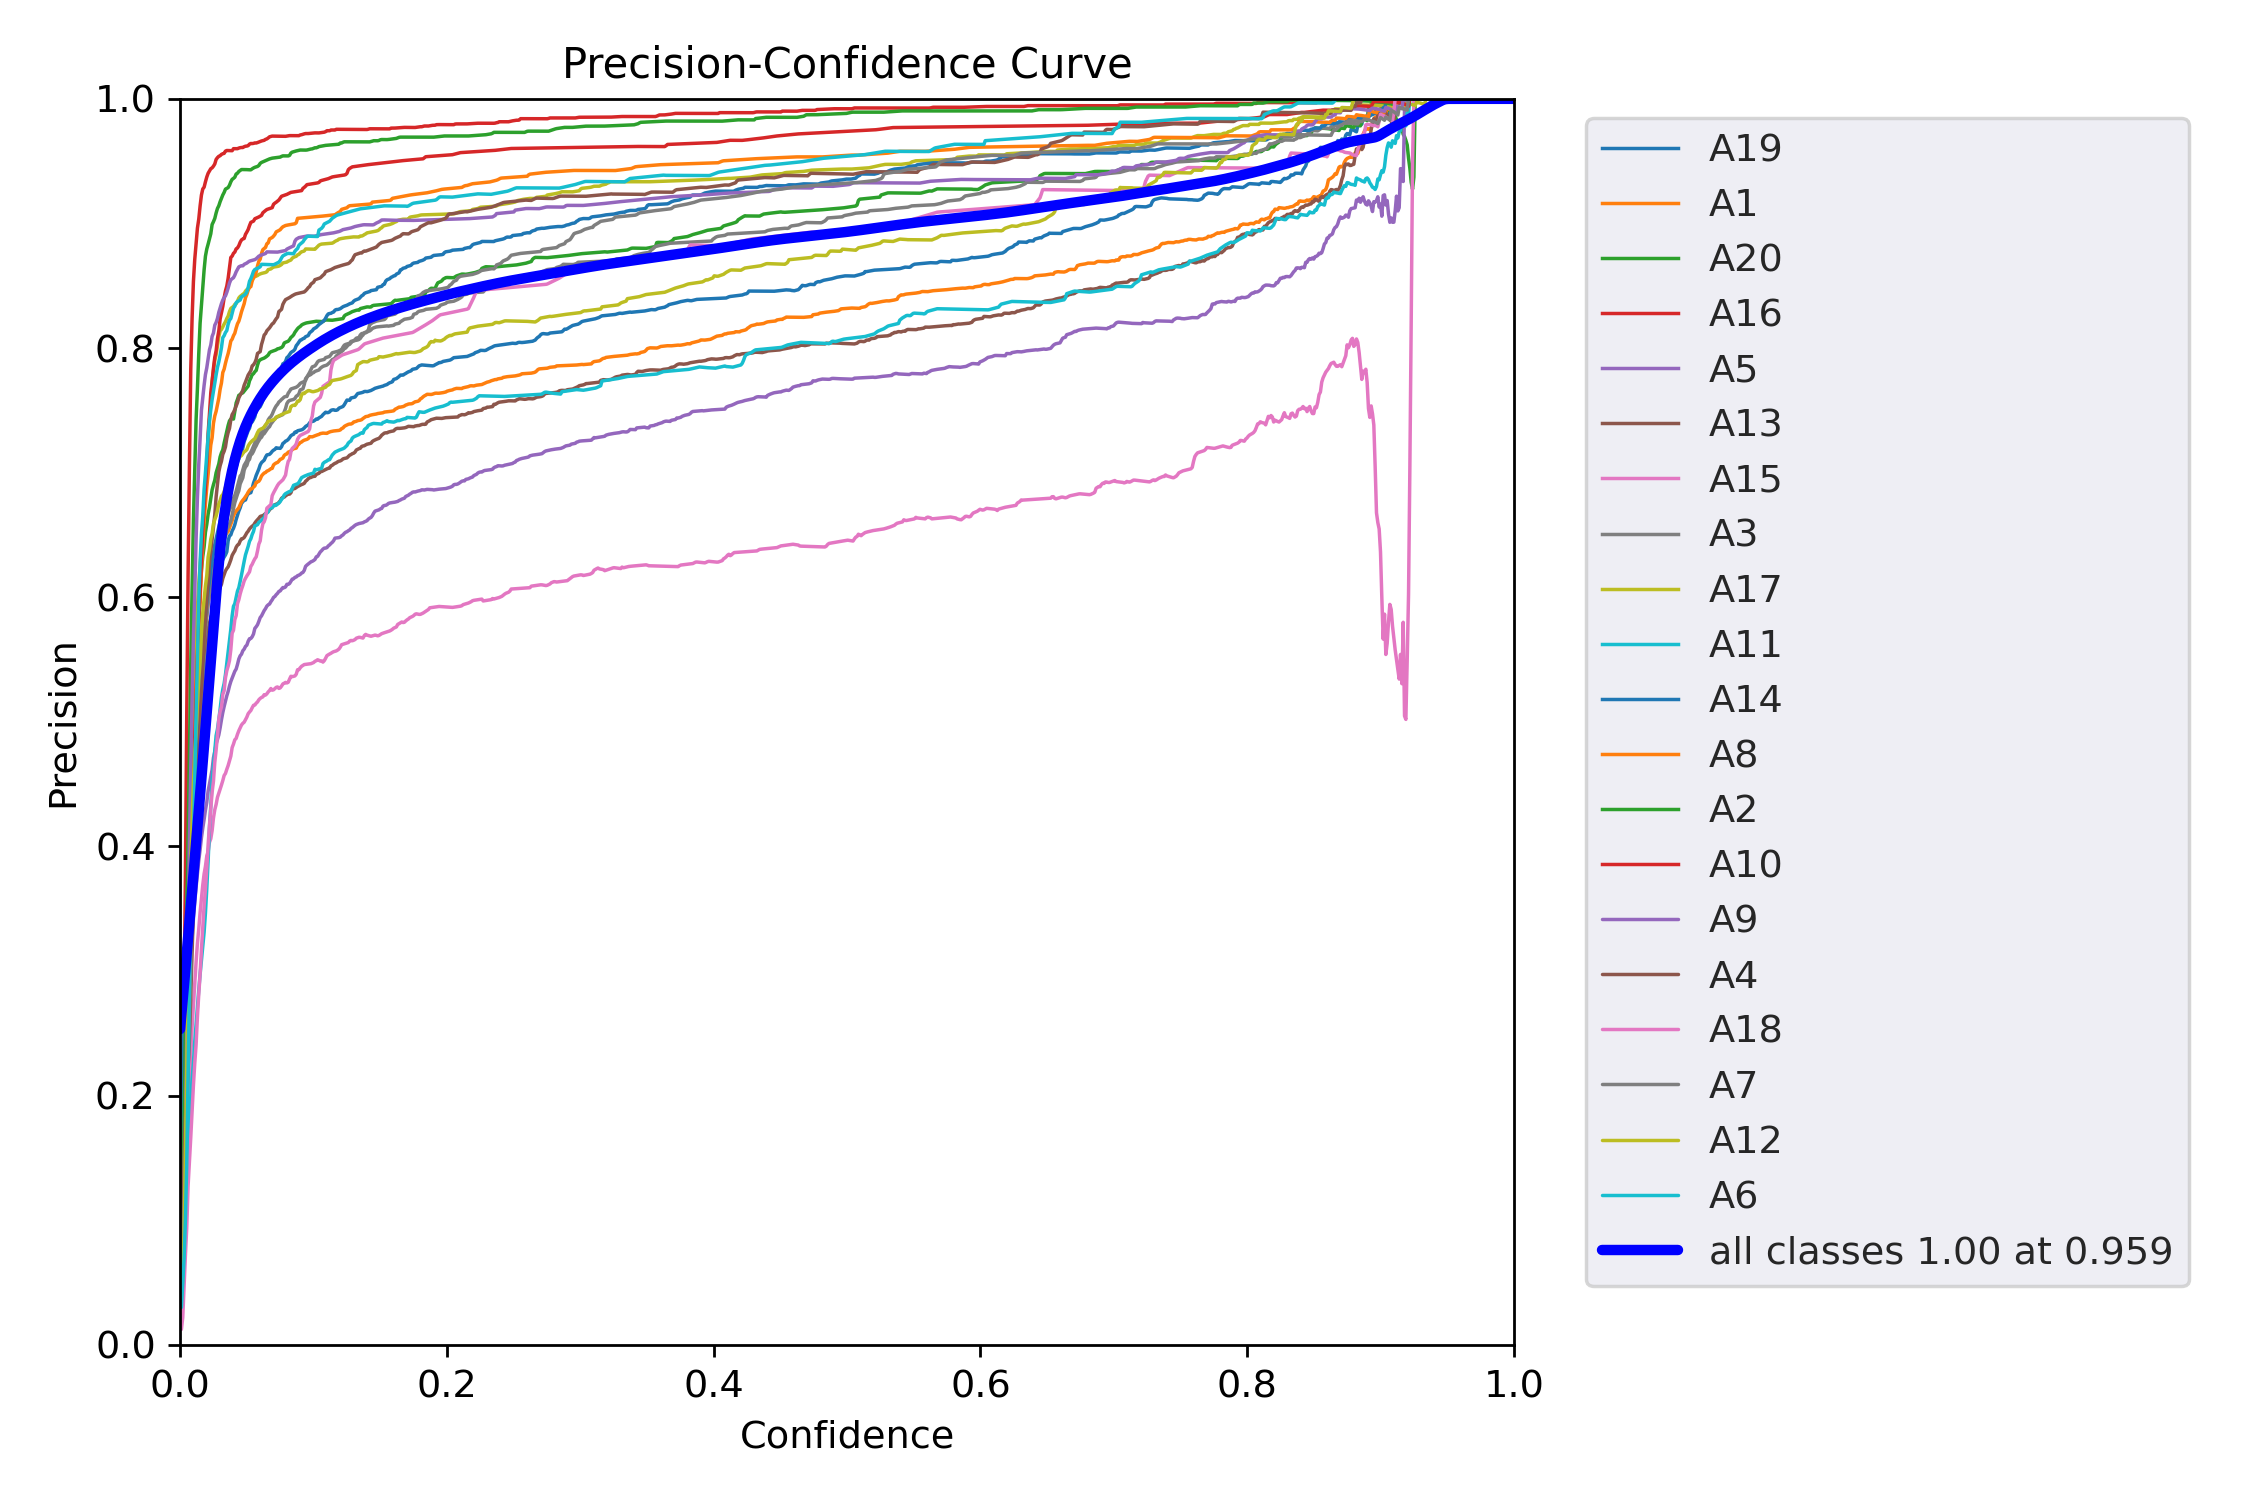 Precision-Confidence Curve
1.0
0.8
0.6
0.4
0.2
0.0
Precision
0.0 0.2 0.4 0.6 0.8 1.0
Confidence
A19
A1
A20
A16
A5
A13
A15
A3
A17
A11
A14
A8
A2
A10
A9
A4
A18
A7
A12
A6
all classes 1.00 at 0.959